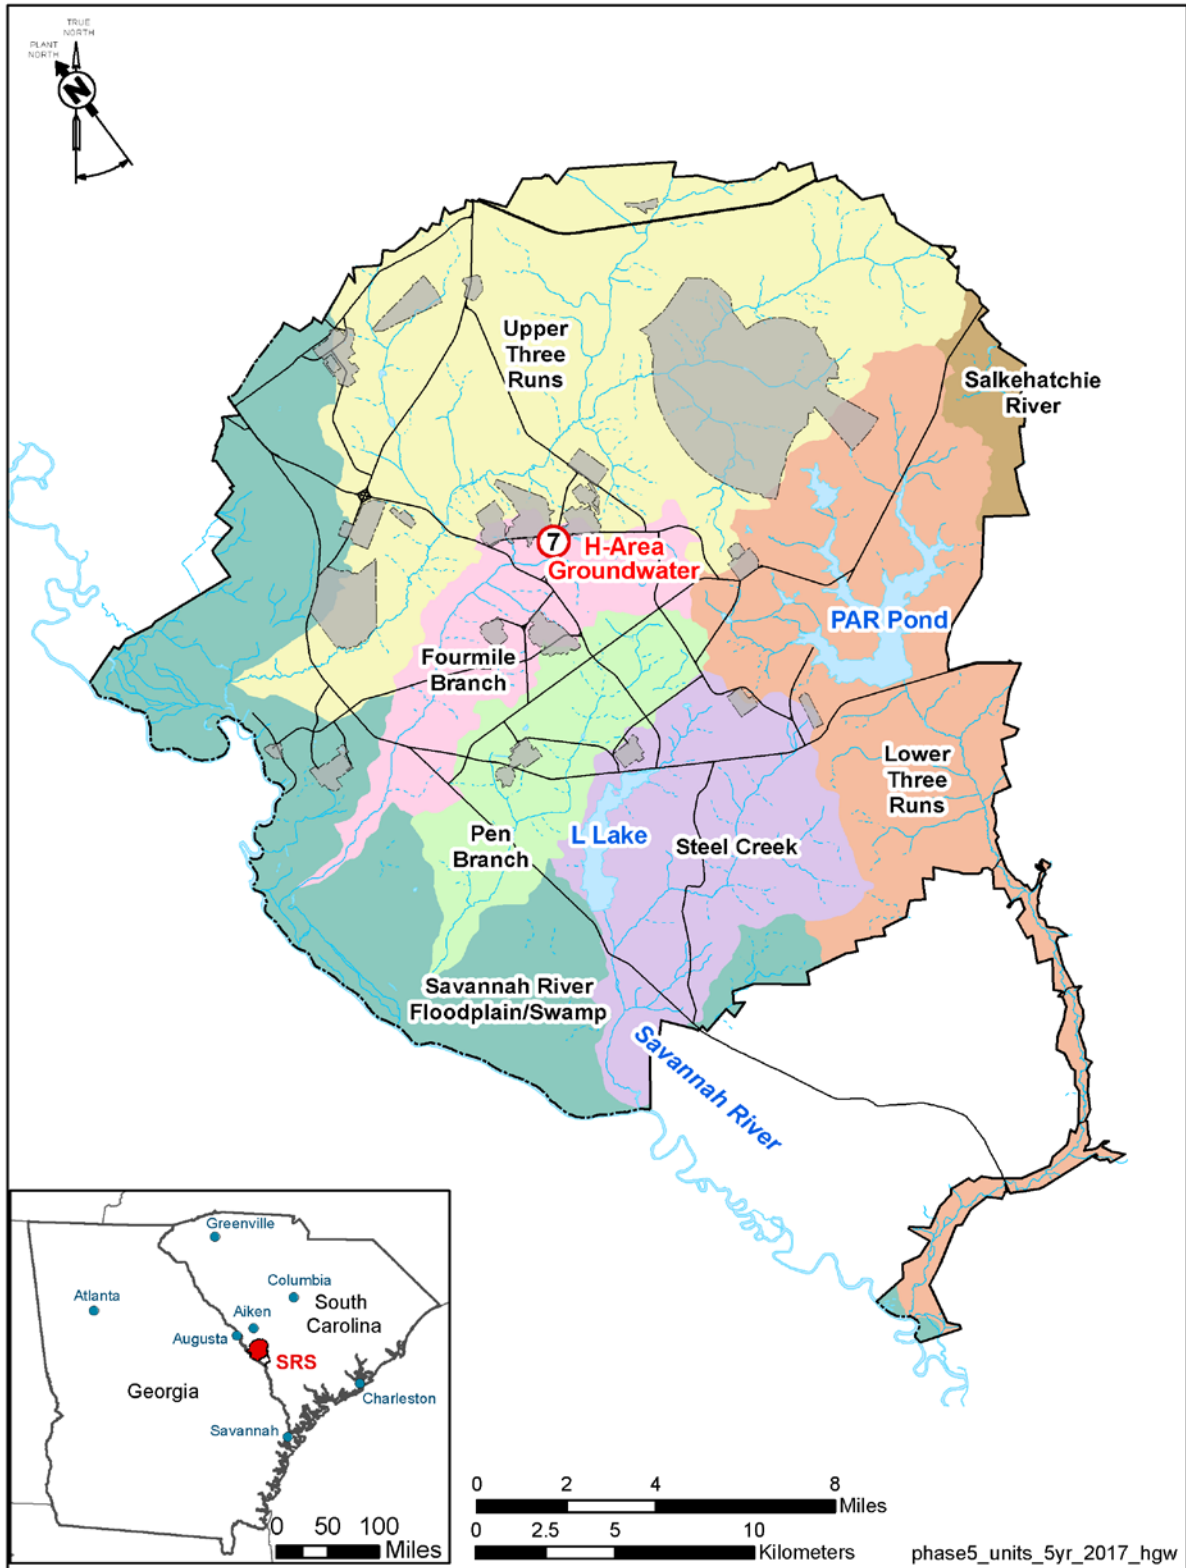 TRUE
NORTH
PLANT
NORTH
N
Upper
Three
Runs
Salkehatchie
River
7
H-Area
Groundwater
PAR Pond
Fourmile
Branch
Lower
Three
Runs
Pen
Branch
L Lake
Steel Creek
Savannah River
Floodplain/Swamp
Savannah River
Greenville
Columbia
Atlanta
Aiken
South
Carolina
Augusta
SRS
Georgia
Charleston
Savannah
0 50 100
Miles
0 2 4 8
Miles
0 2.5 5 10
Kilometers
phase5_units_5yr_2017_hgw